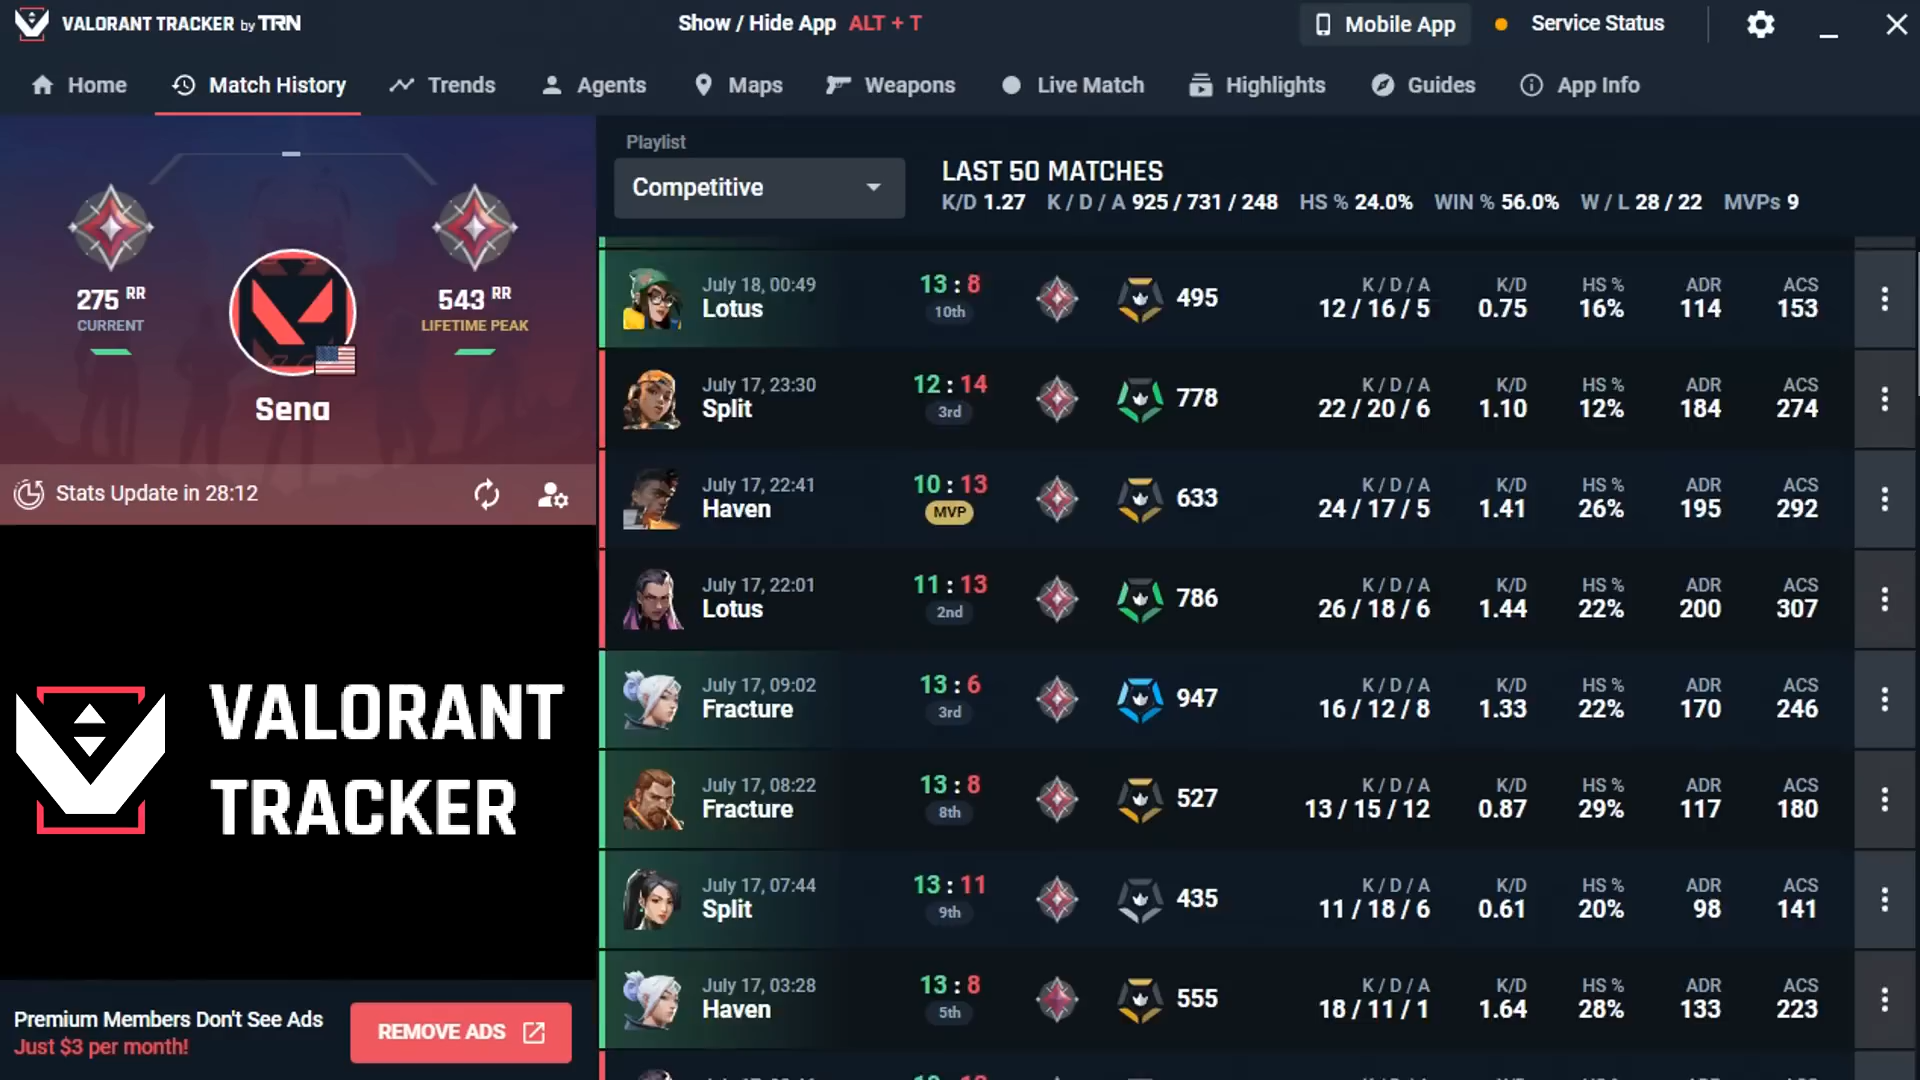 VALORANT TRACKER by TRN
Show / Hide App ALT + T
Mobile App
Service Status
Home
Match History
Trends
Agents
Maps
Weapons
Live Match
Highlights
Guides
App Info
275 RR
CURRENT
543 RR
LIFETIME PEAK
Sena
Stats Update in 28:12
VALORANT
TRACKER
Premium Members Don't See Ads
Just $3 per month!
REMOVE ADS
Playlist
Competitive
LAST 50 MATCHES
K/D 1.27 K / D / A 925 / 731 / 248 HS % 24.0% WIN % 56.0% W / L 28 / 22 MVPs 9
July 18, 00:49 13 : 8 K / D / A K/D HS % ADR ACS
Lotus 10th 495 12 / 16 / 5 0.75 16% 114 153
July 17, 23:30 12 : 14 K / D / A K/D HS % ADR ACS
Split 3rd 778 22 / 20 / 6 1.10 12% 184 274
July 17, 22:41 10 : 13 K / D / A K/D HS % ADR ACS
Haven MVP 633 24 / 17 / 5 1.41 26% 195 292
July 17, 22:01 11 : 13 K / D / A K/D HS % ADR ACS
Lotus 2nd 786 26 / 18 / 6 1.44 22% 200 307
July 17, 09:02 13 : 6 K / D / A K/D HS % ADR ACS
Fracture 3rd 947 16 / 12 / 8 1.33 22% 170 246
July 17, 08:22 13 : 8 K / D / A K/D HS % ADR ACS
Fracture 8th 527 13 / 15 / 12 0.87 29% 117 180
July 17, 07:44 13 : 11 K / D / A K/D HS % ADR ACS
Split 9th 435 11 / 18 / 6 0.61 20% 98 141
July 17, 03:28 13 : 8 K / D / A K/D HS % ADR ACS
Haven 5th 555 18 / 11 / 1 1.64 28% 133 223